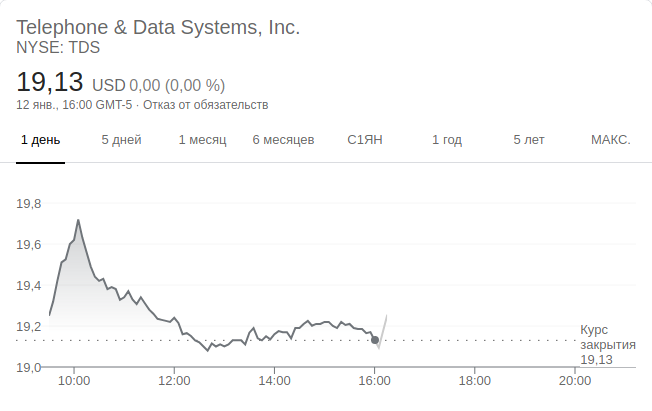 Telephone & Data Systems, Inc.
NYSE: TDS
19,13 USD 0,00 (0,00 %)
12 янв., 16:00 GMT-5 · Отказ от обязательств
1 день 5 дней 1 месяц 6 месяцев С1ЯН 1 год 5 лет МАКС.
19,8
19,6
19,4
19,2
19,0
Курс
закрытия
19,13
10:00 12:00 14:00 16:00 18:00 20:00